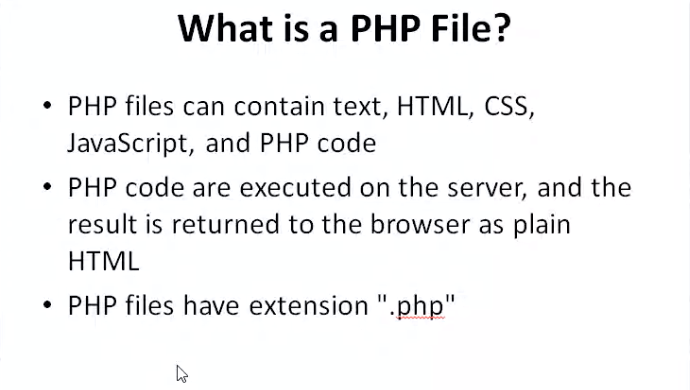 What is a PHP File?
• PHP files can contain text, HTML, CSS,
JavaScript, and PHP code
• PHP code are executed on the server, and the
result is returned to the browser as plain
HTML
• PHP files have extension ".php"